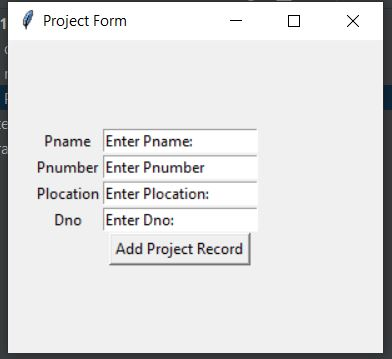 Project Form
Pname Enter Pname:
Pnumber Enter Pnumber
Plocation Enter Plocation:
Dno Enter Dno:
Add Project Record